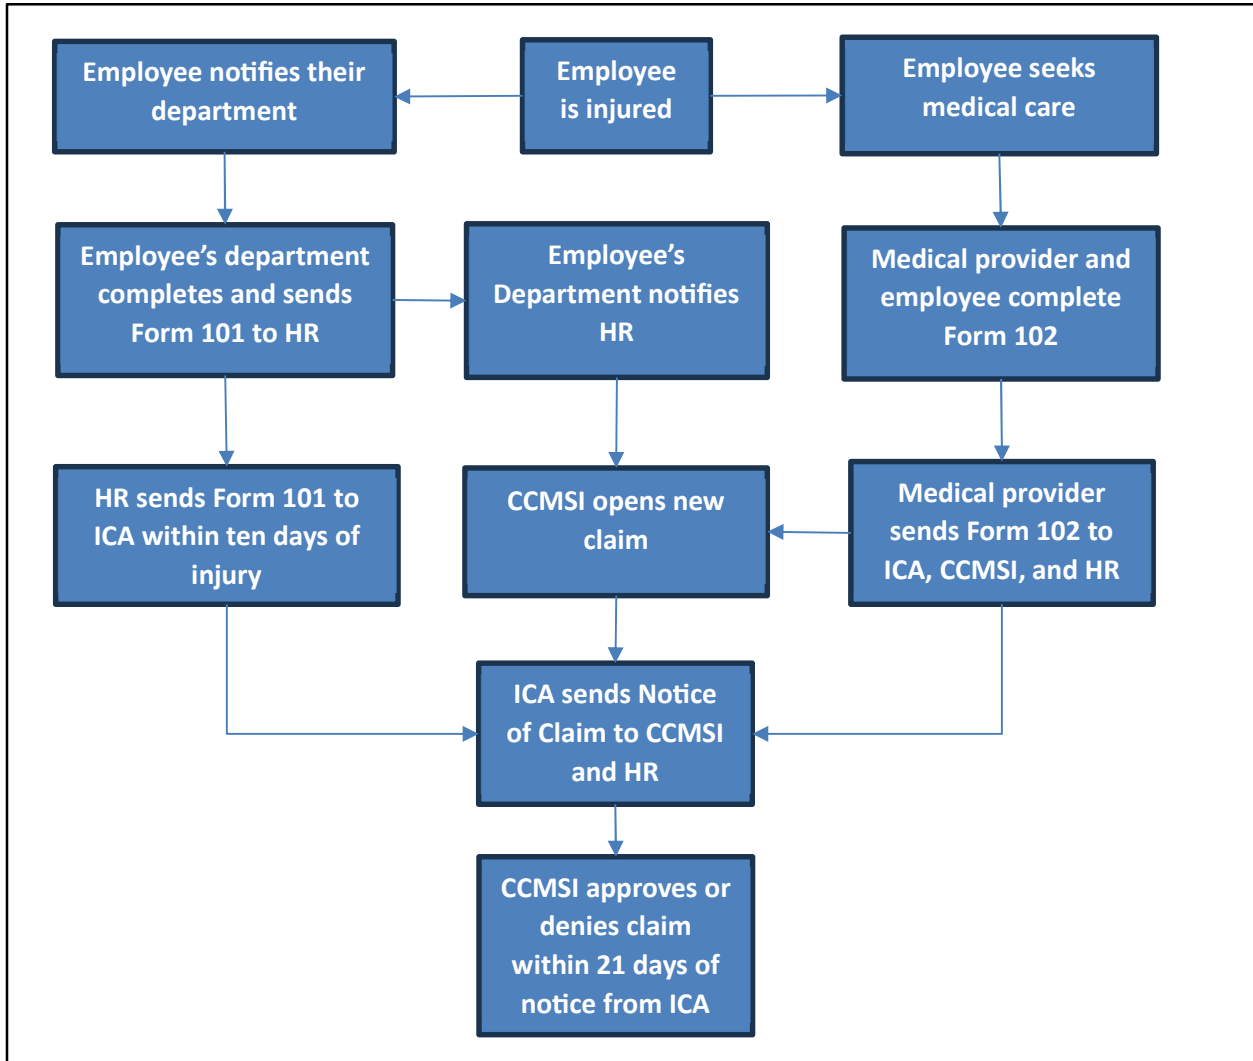 Employee notifies their
department
Employee
is injured
Employee seeks
medical care
Employee’s department
completes and sends
Form 101 to HR
Employee’s
Department notifies
HR
Medical provider and
employee complete
Form 102
HR sends Form 101 to
ICA within ten days of
injury
CCMSI opens new
claim
Medical provider
sends Form 102 to
ICA, CCMSI, and HR
ICA sends Notice
of Claim to CCMSI
and HR
CCMSI approves or
denies claim
within 21 days of
notice from ICA